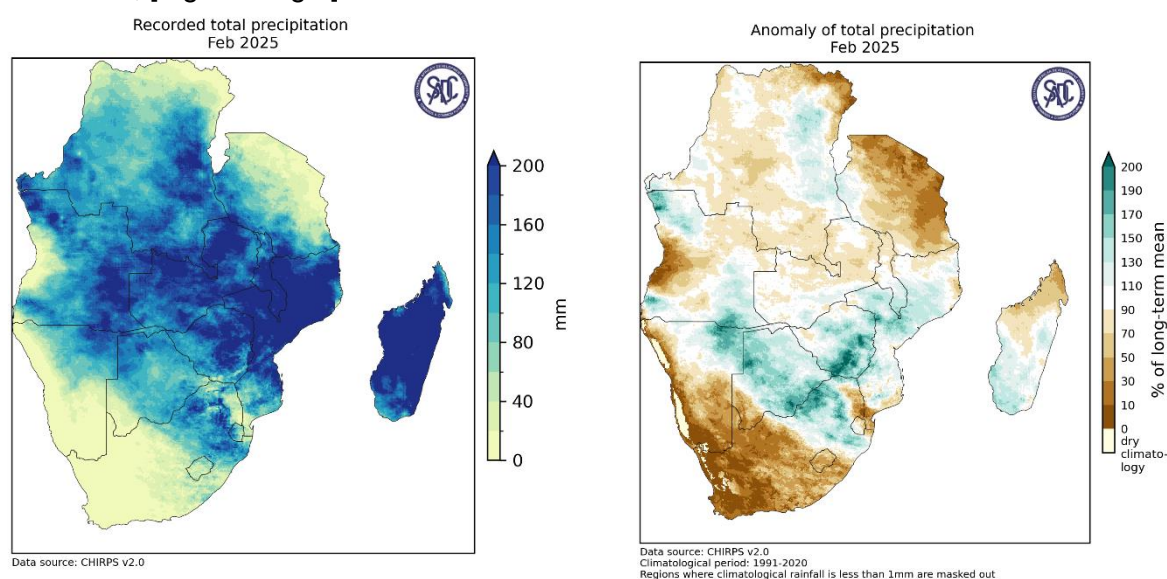 Recorded total precipitation
Feb 2025
SADC
200
160
120
80
40
0
mm
Data source: CHIRPS v2.0
Anomaly of total precipitation
Feb 2025
SADC
200
190
170
150
130
110
90
70
50
30
10
0
dry
climato-
logy
% of long-term mean
Data source: CHIRPS v2.0
Climatological period: 1991-2020
Regions where climatological rainfall is less than 1mm are masked out